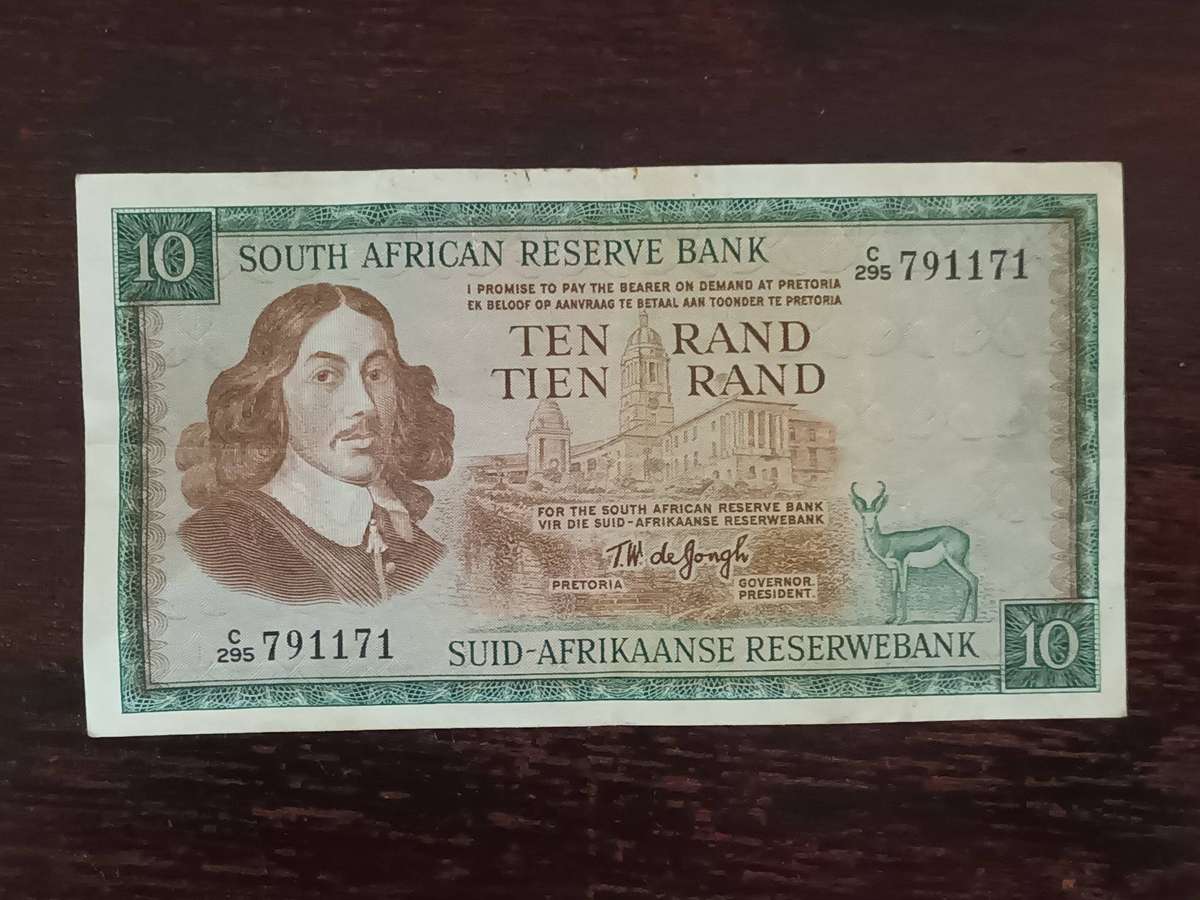 10
SOUTH AFRICAN RESERVE BANK
C/295 791171
I PROMISE TO PAY THE BEARER ON DEMAND AT PRETORIA
EK BELOOF OP AANVRAAG TE BETAAL AAN TOONDER TE PRETORIA
TEN RAND
TIEN RAND
FOR THE SOUTH AFRICAN RESERVE BANK
VIR DIE SUID-AFRIKAANSE RESERWEBANK
T.W. de Jongh
PRETORIA
GOVERNOR.
PRESIDENT.
C/295 791171
SUID-AFRIKAANSE RESERWEBANK
10